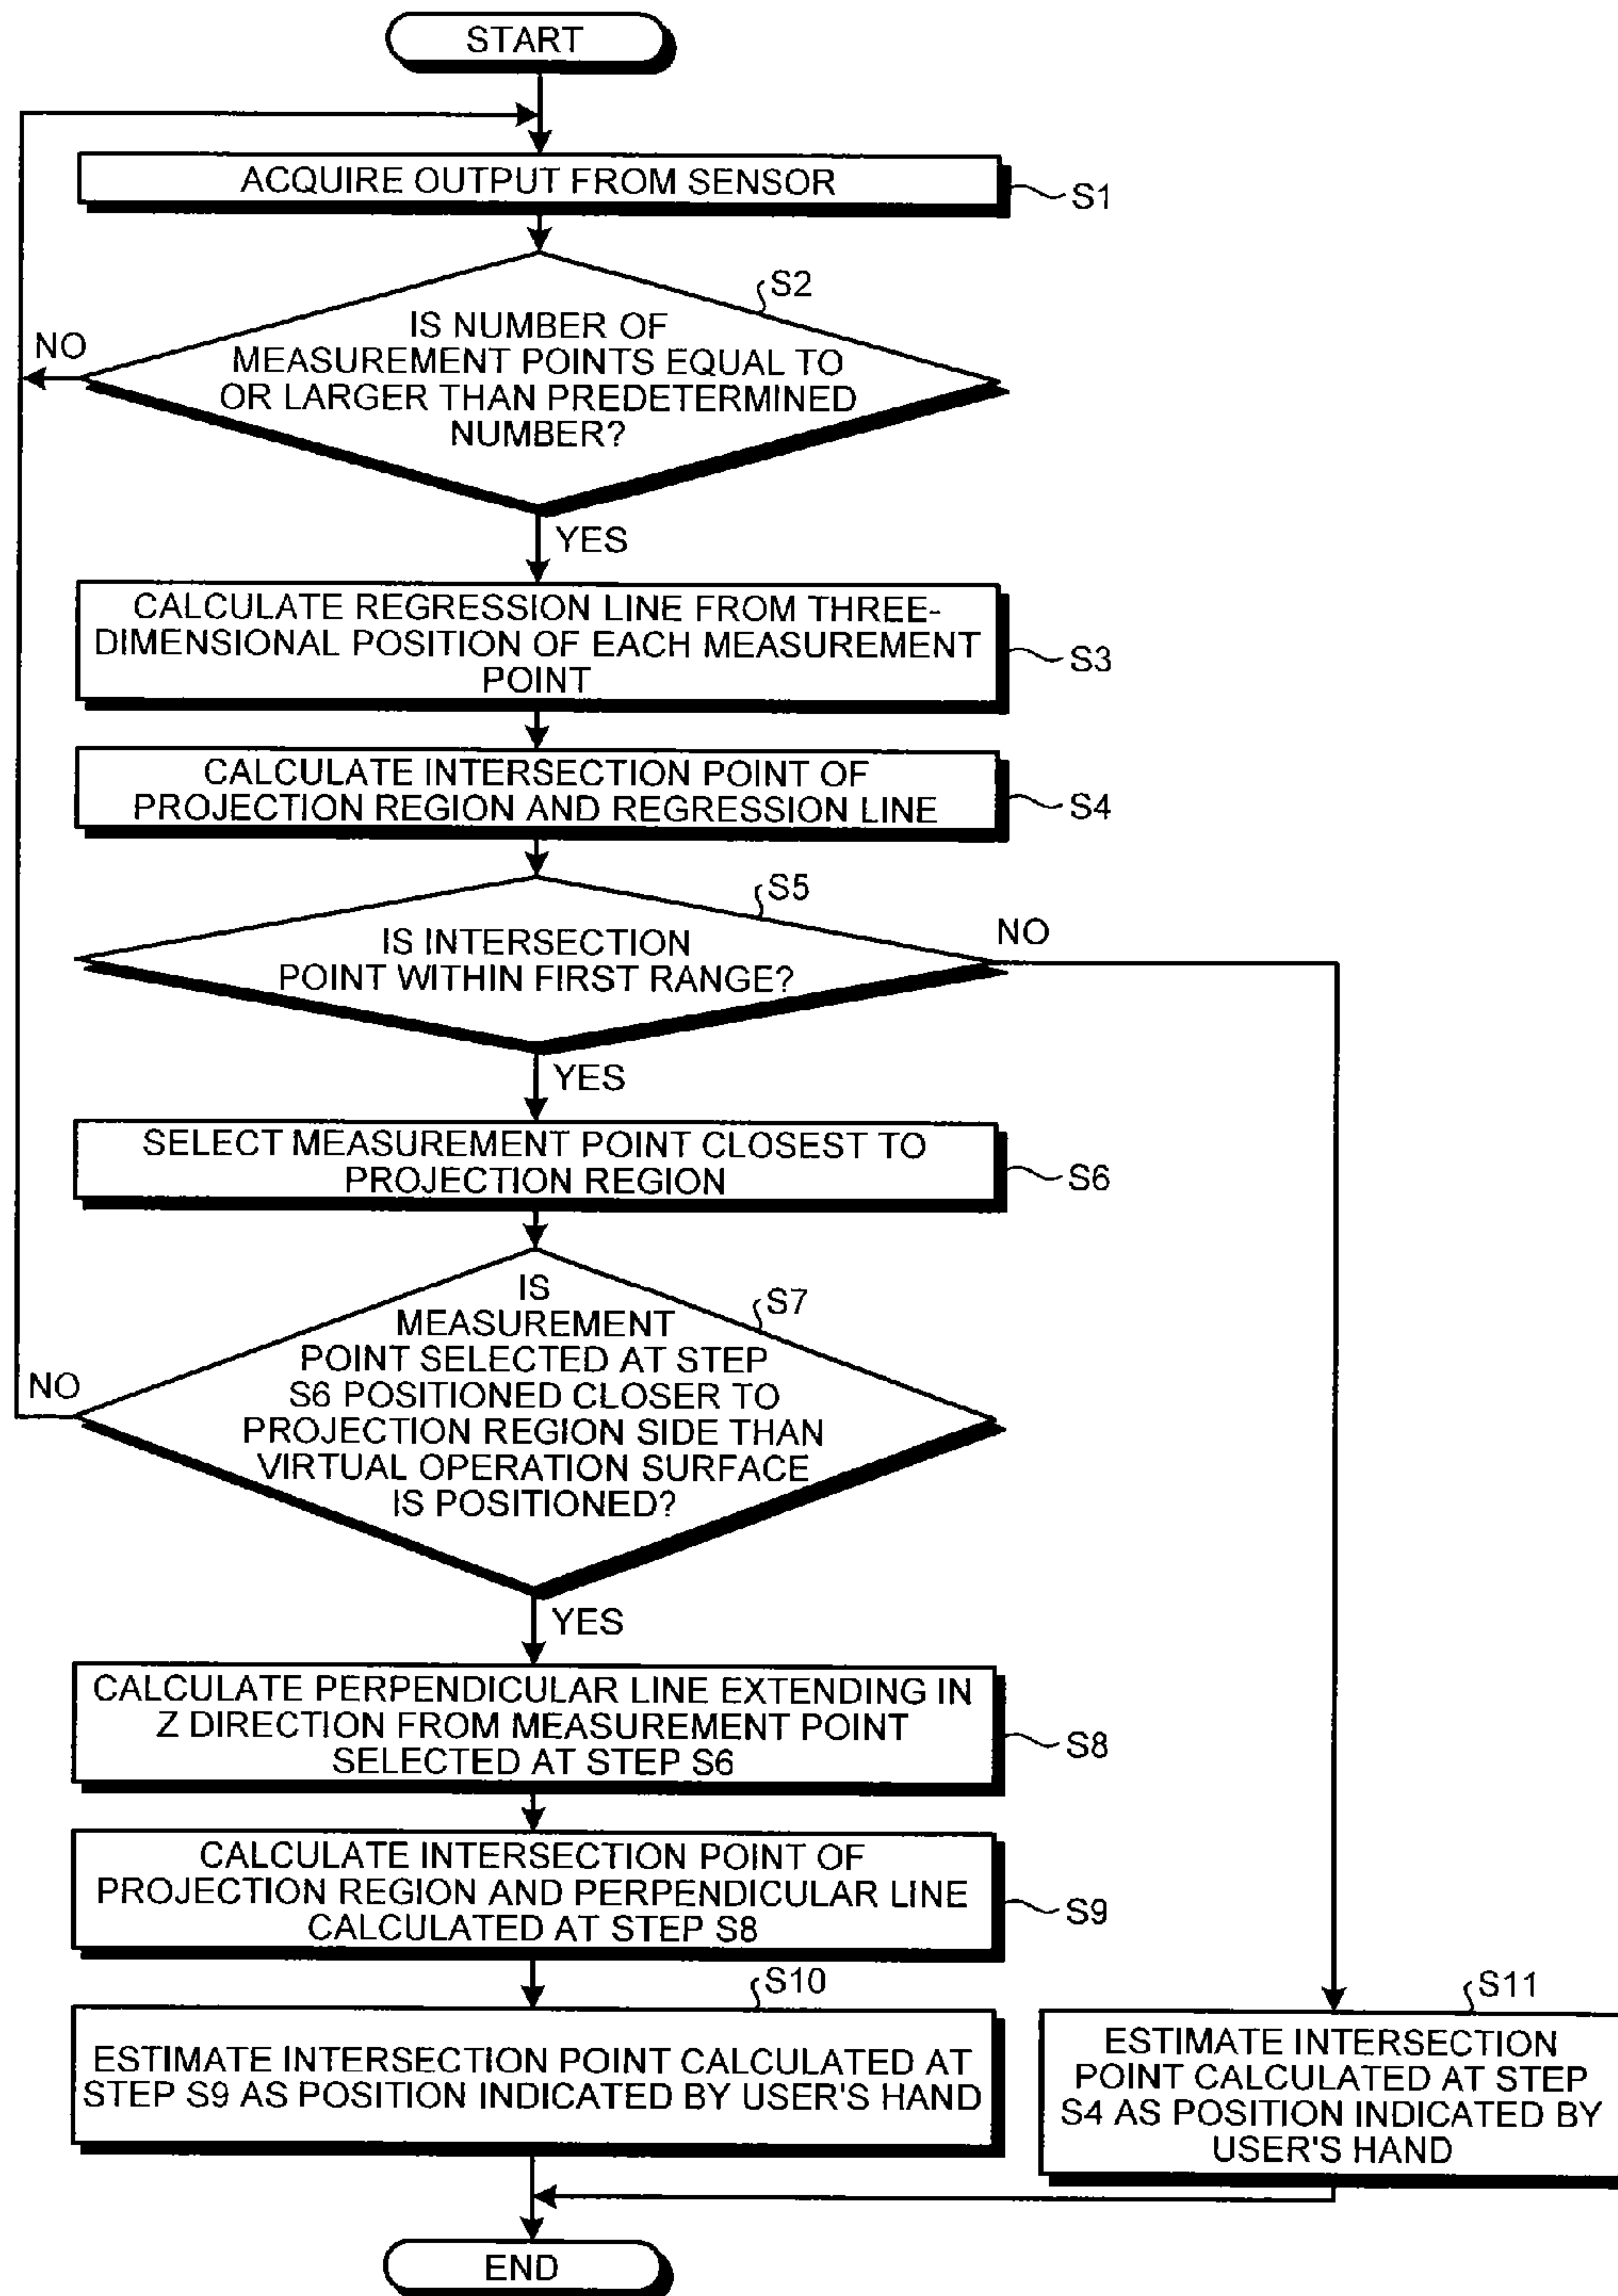 START
ACQUIRE OUTPUT FROM SENSOR
S1
S2
IS NUMBER OF
MEASUREMENT POINTS EQUAL TO
OR LARGER THAN PREDETERMINED
NUMBER?
NO
YES
CALCULATE REGRESSION LINE FROM THREE-
DIMENSIONAL POSITION OF EACH MEASUREMENT
POINT
S3
CALCULATE INTERSECTION POINT OF
PROJECTION REGION AND REGRESSION LINE
S4
S5
IS INTERSECTION
POINT WITHIN FIRST RANGE?
NO
YES
SELECT MEASUREMENT POINT CLOSEST TO
PROJECTION REGION
S6
S7
IS
MEASUREMENT
POINT SELECTED AT STEP
S6 POSITIONED CLOSER TO
PROJECTION REGION SIDE THAN
VIRTUAL OPERATION SURFACE
IS POSITIONED?
NO
YES
CALCULATE PERPENDICULAR LINE EXTENDING IN
Z DIRECTION FROM MEASUREMENT POINT
SELECTED AT STEP S6
S8
CALCULATE INTERSECTION POINT OF
PROJECTION REGION AND PERPENDICULAR LINE
CALCULATED AT STEP S8
S9
S10
ESTIMATE INTERSECTION POINT CALCULATED AT
STEP S9 AS POSITION INDICATED BY USER'S HAND
S11
ESTIMATE INTERSECTION
POINT CALCULATED AT STEP
S4 AS POSITION INDICATED BY
USER'S HAND
END